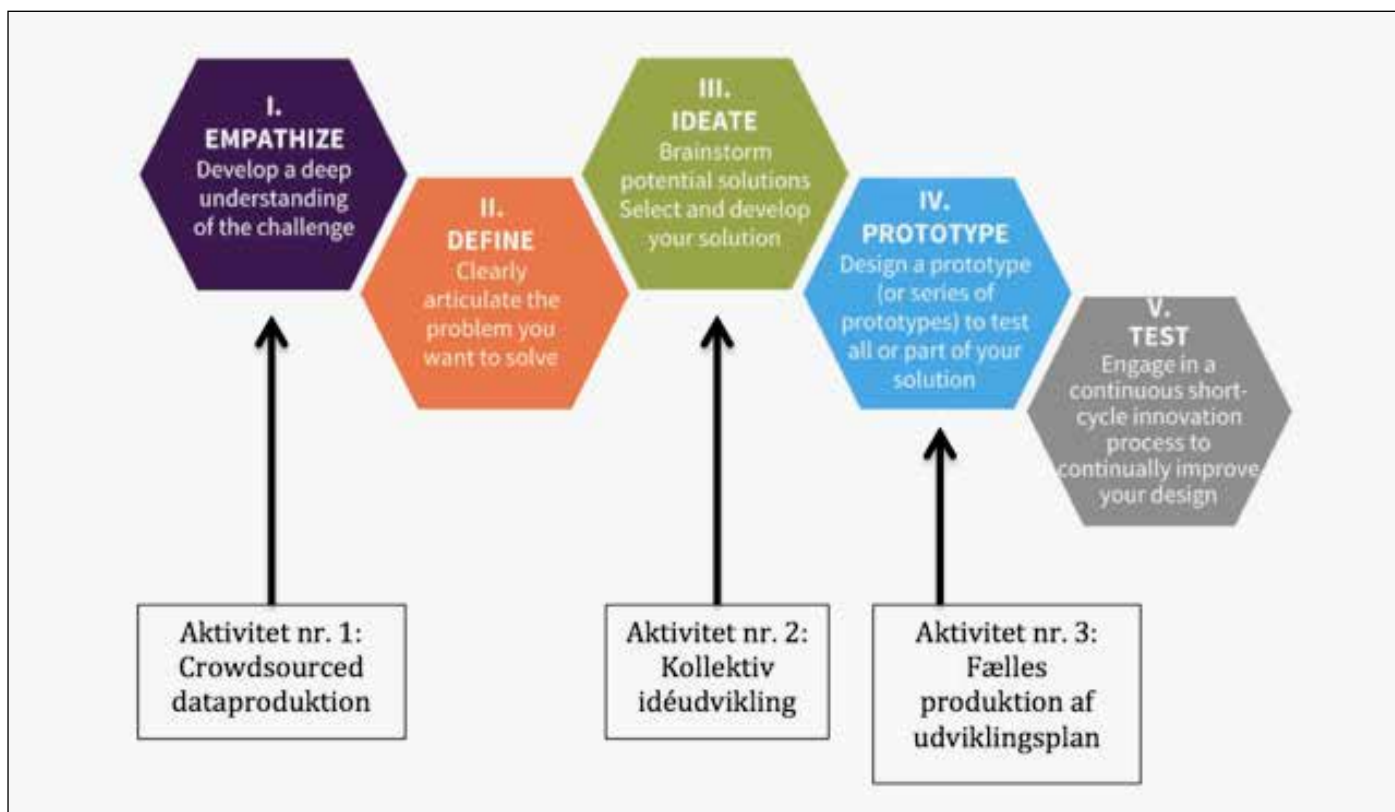 I.
EMPATHIZE
Develop a deep
understanding
of the challenge
II.
DEFINE
Clearly
articulate the
problem you
want to solve
III.
IDEATE
Brainstorm
potential solutions
Select and develop
your solution
IV.
PROTOTYPE
Design a prototype
(or series of
prototypes) to test
all or part of your
solution
V.
TEST
Engage in a
continuous short-
cycle innovation
process to
continually improve
your design
Aktivitet nr. 1:
Crowdsourced
dataproduktion
Aktivitet nr. 2:
Kollektiv
idéudvikling
Aktivitet nr. 3:
Fælles
produktion af
udviklingsplan